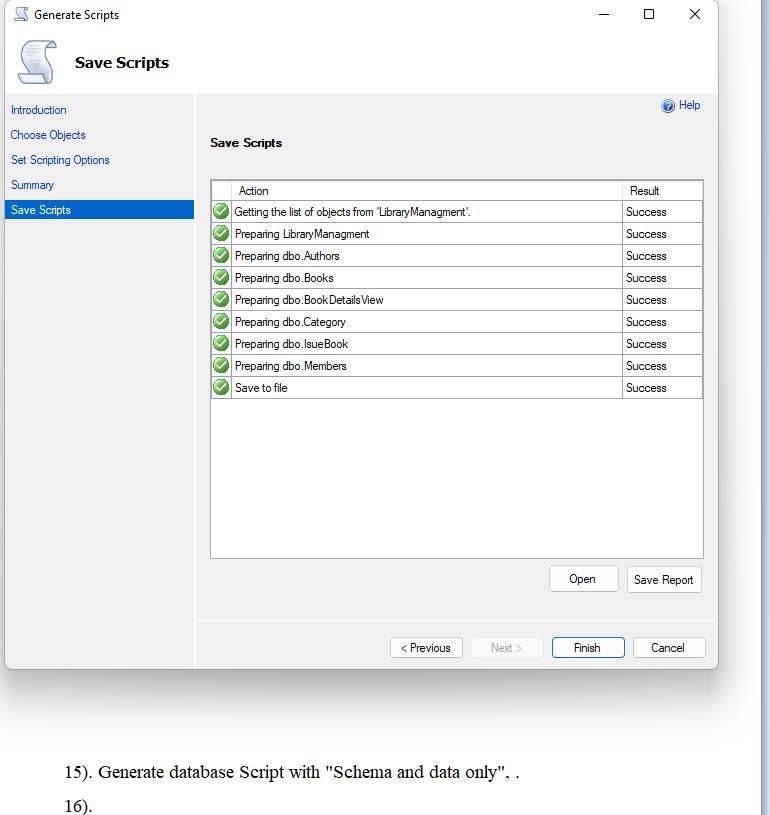 Generate Scripts
Save Scripts
Introduction
Choose Objects
Set Scripting Options
Summary
Save Scripts
Help
Save Scripts
Action Result
Getting the list of objects from 'LibraryManagment'. Success
Preparing LibraryManagment Success
Preparing dbo.Authors Success
Preparing dbo.Books Success
Preparing dbo.BookDetailsView Success
Preparing dbo.Category Success
Preparing dbo.IsueBook Success
Preparing dbo.Members Success
Save to file Success
Open Save Report
< Previous Next > Finish Cancel
15). Generate database Script with "Schema and data only", .
16).